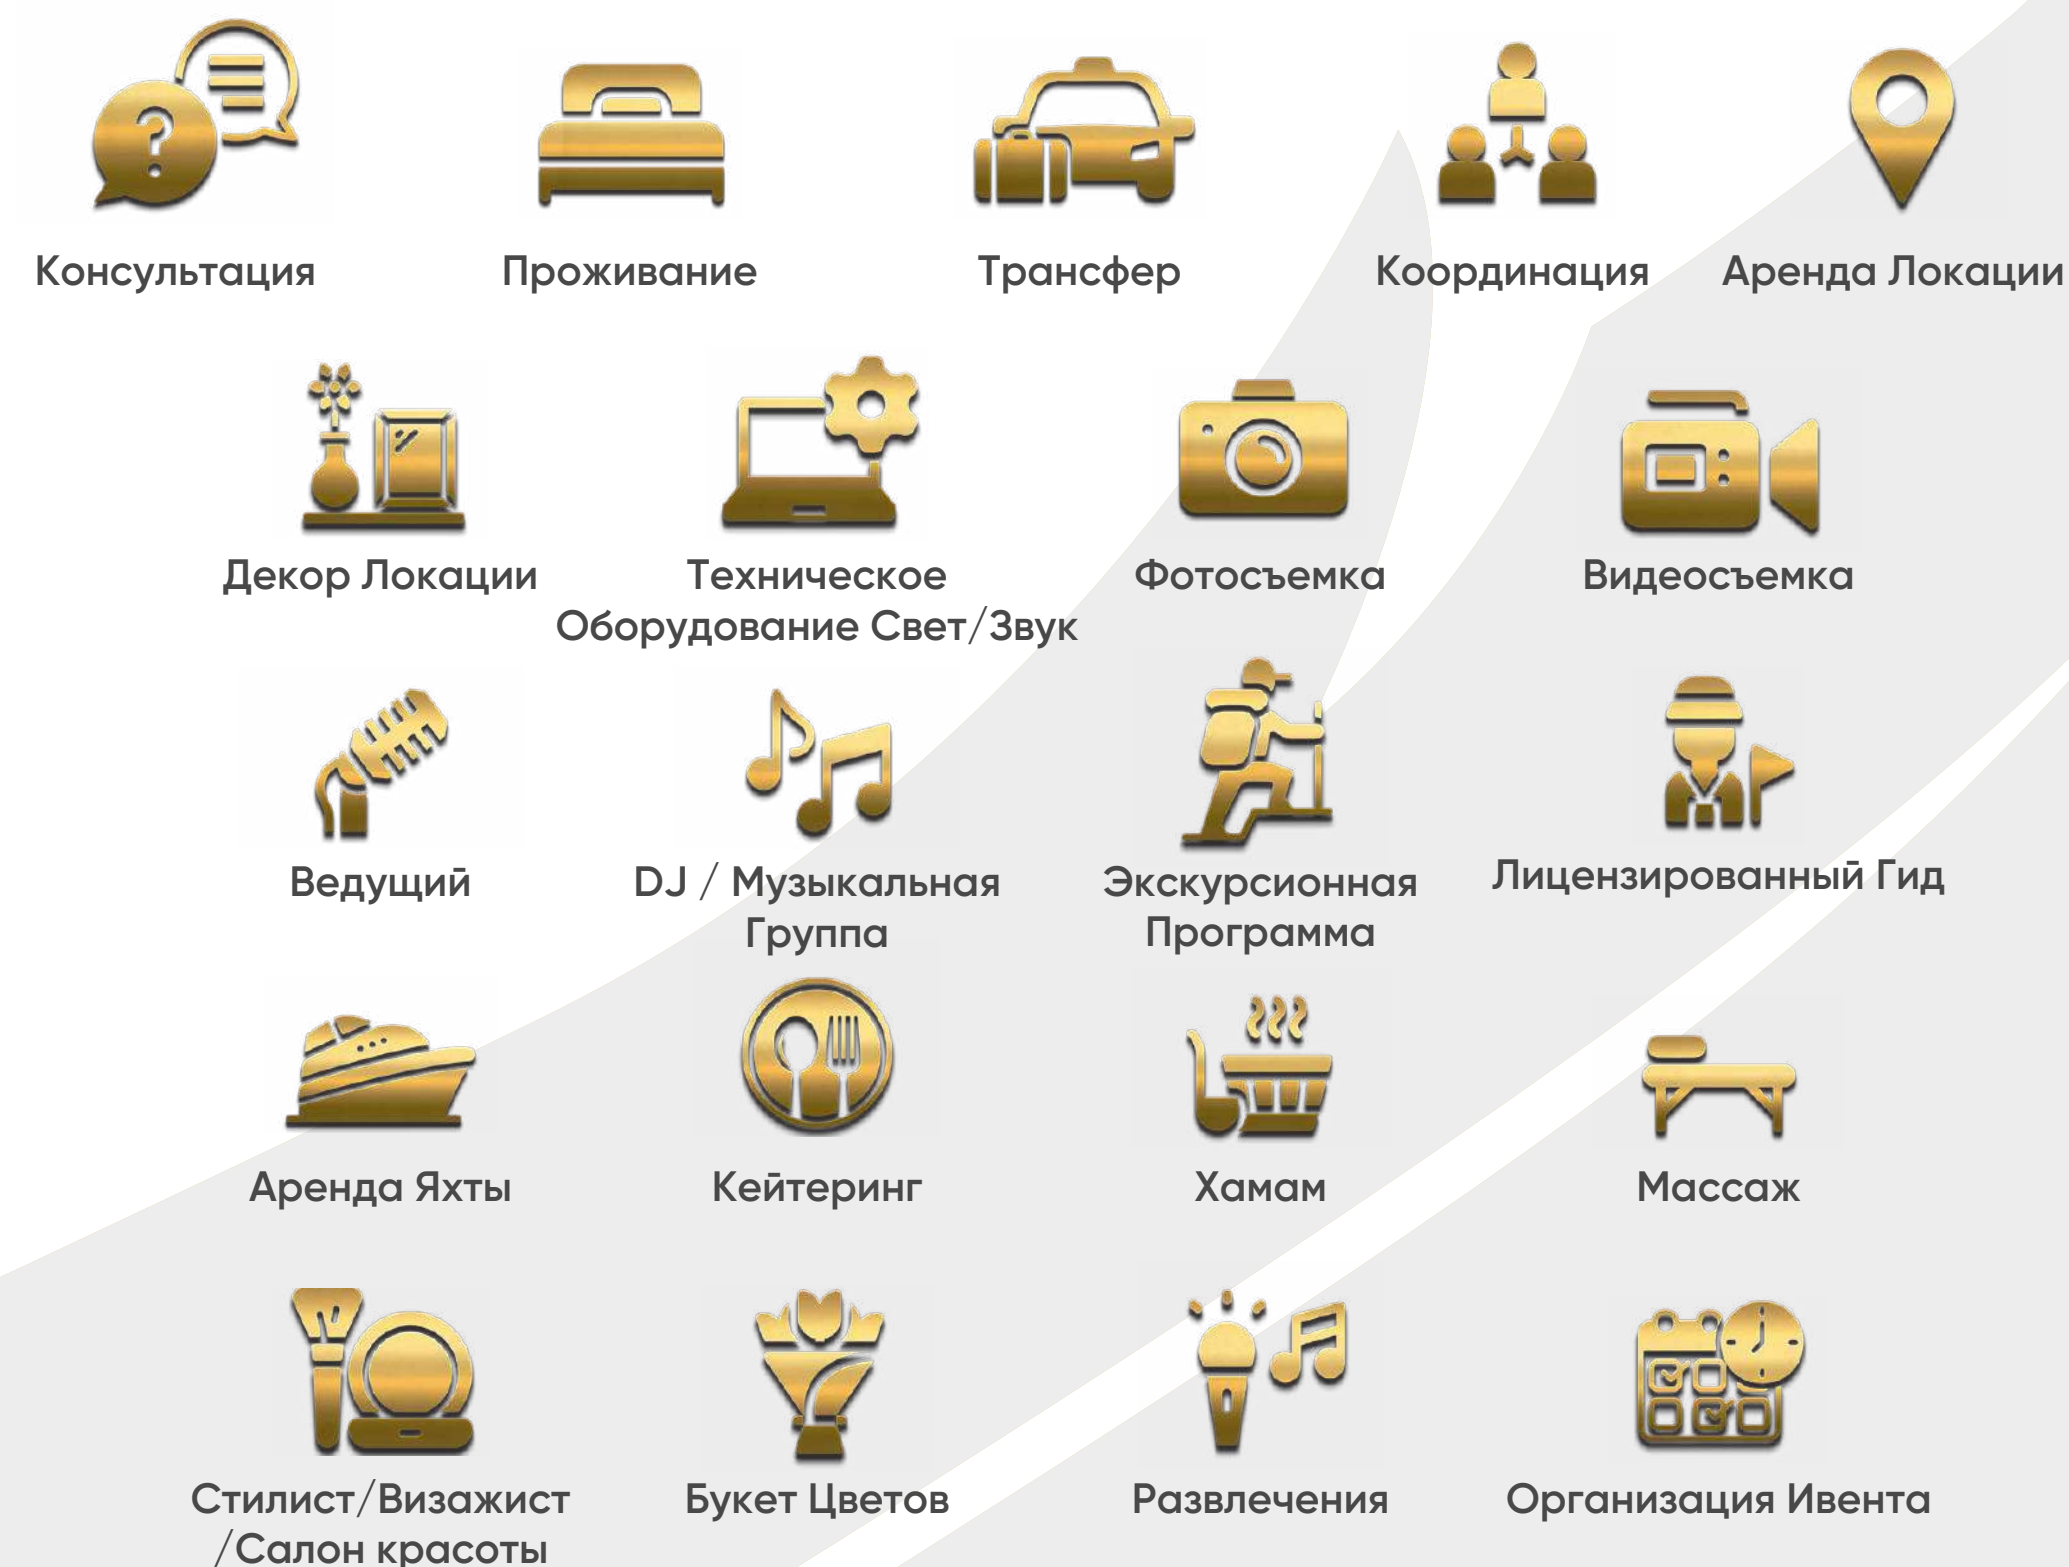 Консультация
Проживание
Трансфер
Координация
Аренда Локации
Декор Локации
Техническое
Оборудование Свет/Звук
Фотосъемка
Видеосъемка
Ведущий
DJ / Музыкальная
Группа
Экскурсионная
Программа
Лицензированный Гид
Аренда Яхты
Кейтеринг
Хамам
Массаж
Стилист/Визажист
/Салон красоты
Букет Цветов
Развлечения
Организация Ивента